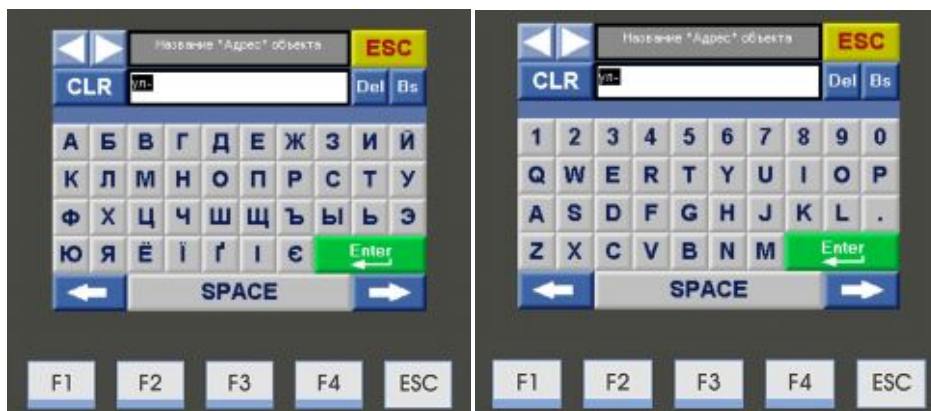 Название "Адрес" объекта
ESC
CLR
ул-
Del Bs
А Б В Г Д Е Ж З И Й
К Л М Н О П Р С Т У
Ф Х Ц Ч Ш Щ Ъ Ы Ь Э
Ю Я Ё Ї Ґ І Є Enter
SPACE
F1 F2 F3 F4 ESC
Название "Адрес" объекта
ESC
CLR
ул-
Del Bs
1 2 3 4 5 6 7 8 9 0
Q W E R T Y U I O P
A S D F G H J K L .
Z X C V B N M Enter
SPACE
F1 F2 F3 F4 ESC